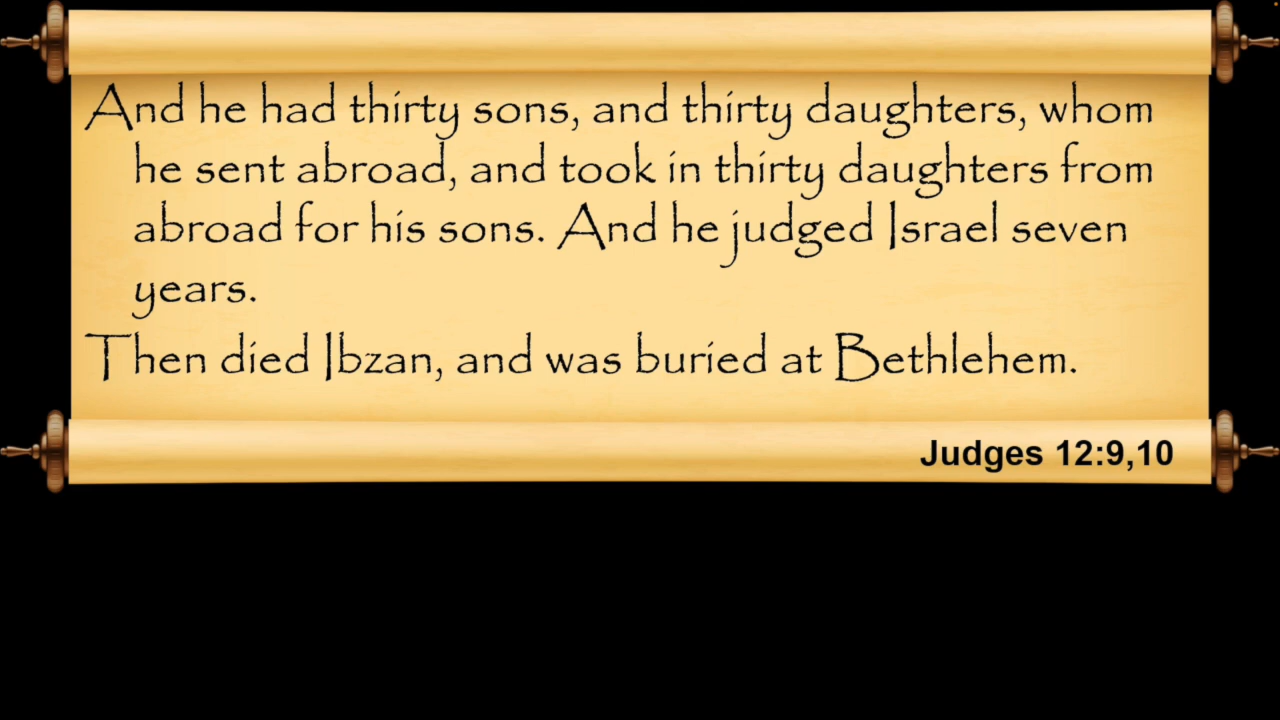 And he had thirty sons, and thirty daughters, whom
he sent abroad, and took in thirty daughters from
abroad for his sons. And he judged Israel seven
years.
Then died Ibzan, and was buried at Bethlehem.
Judges 12:9,10